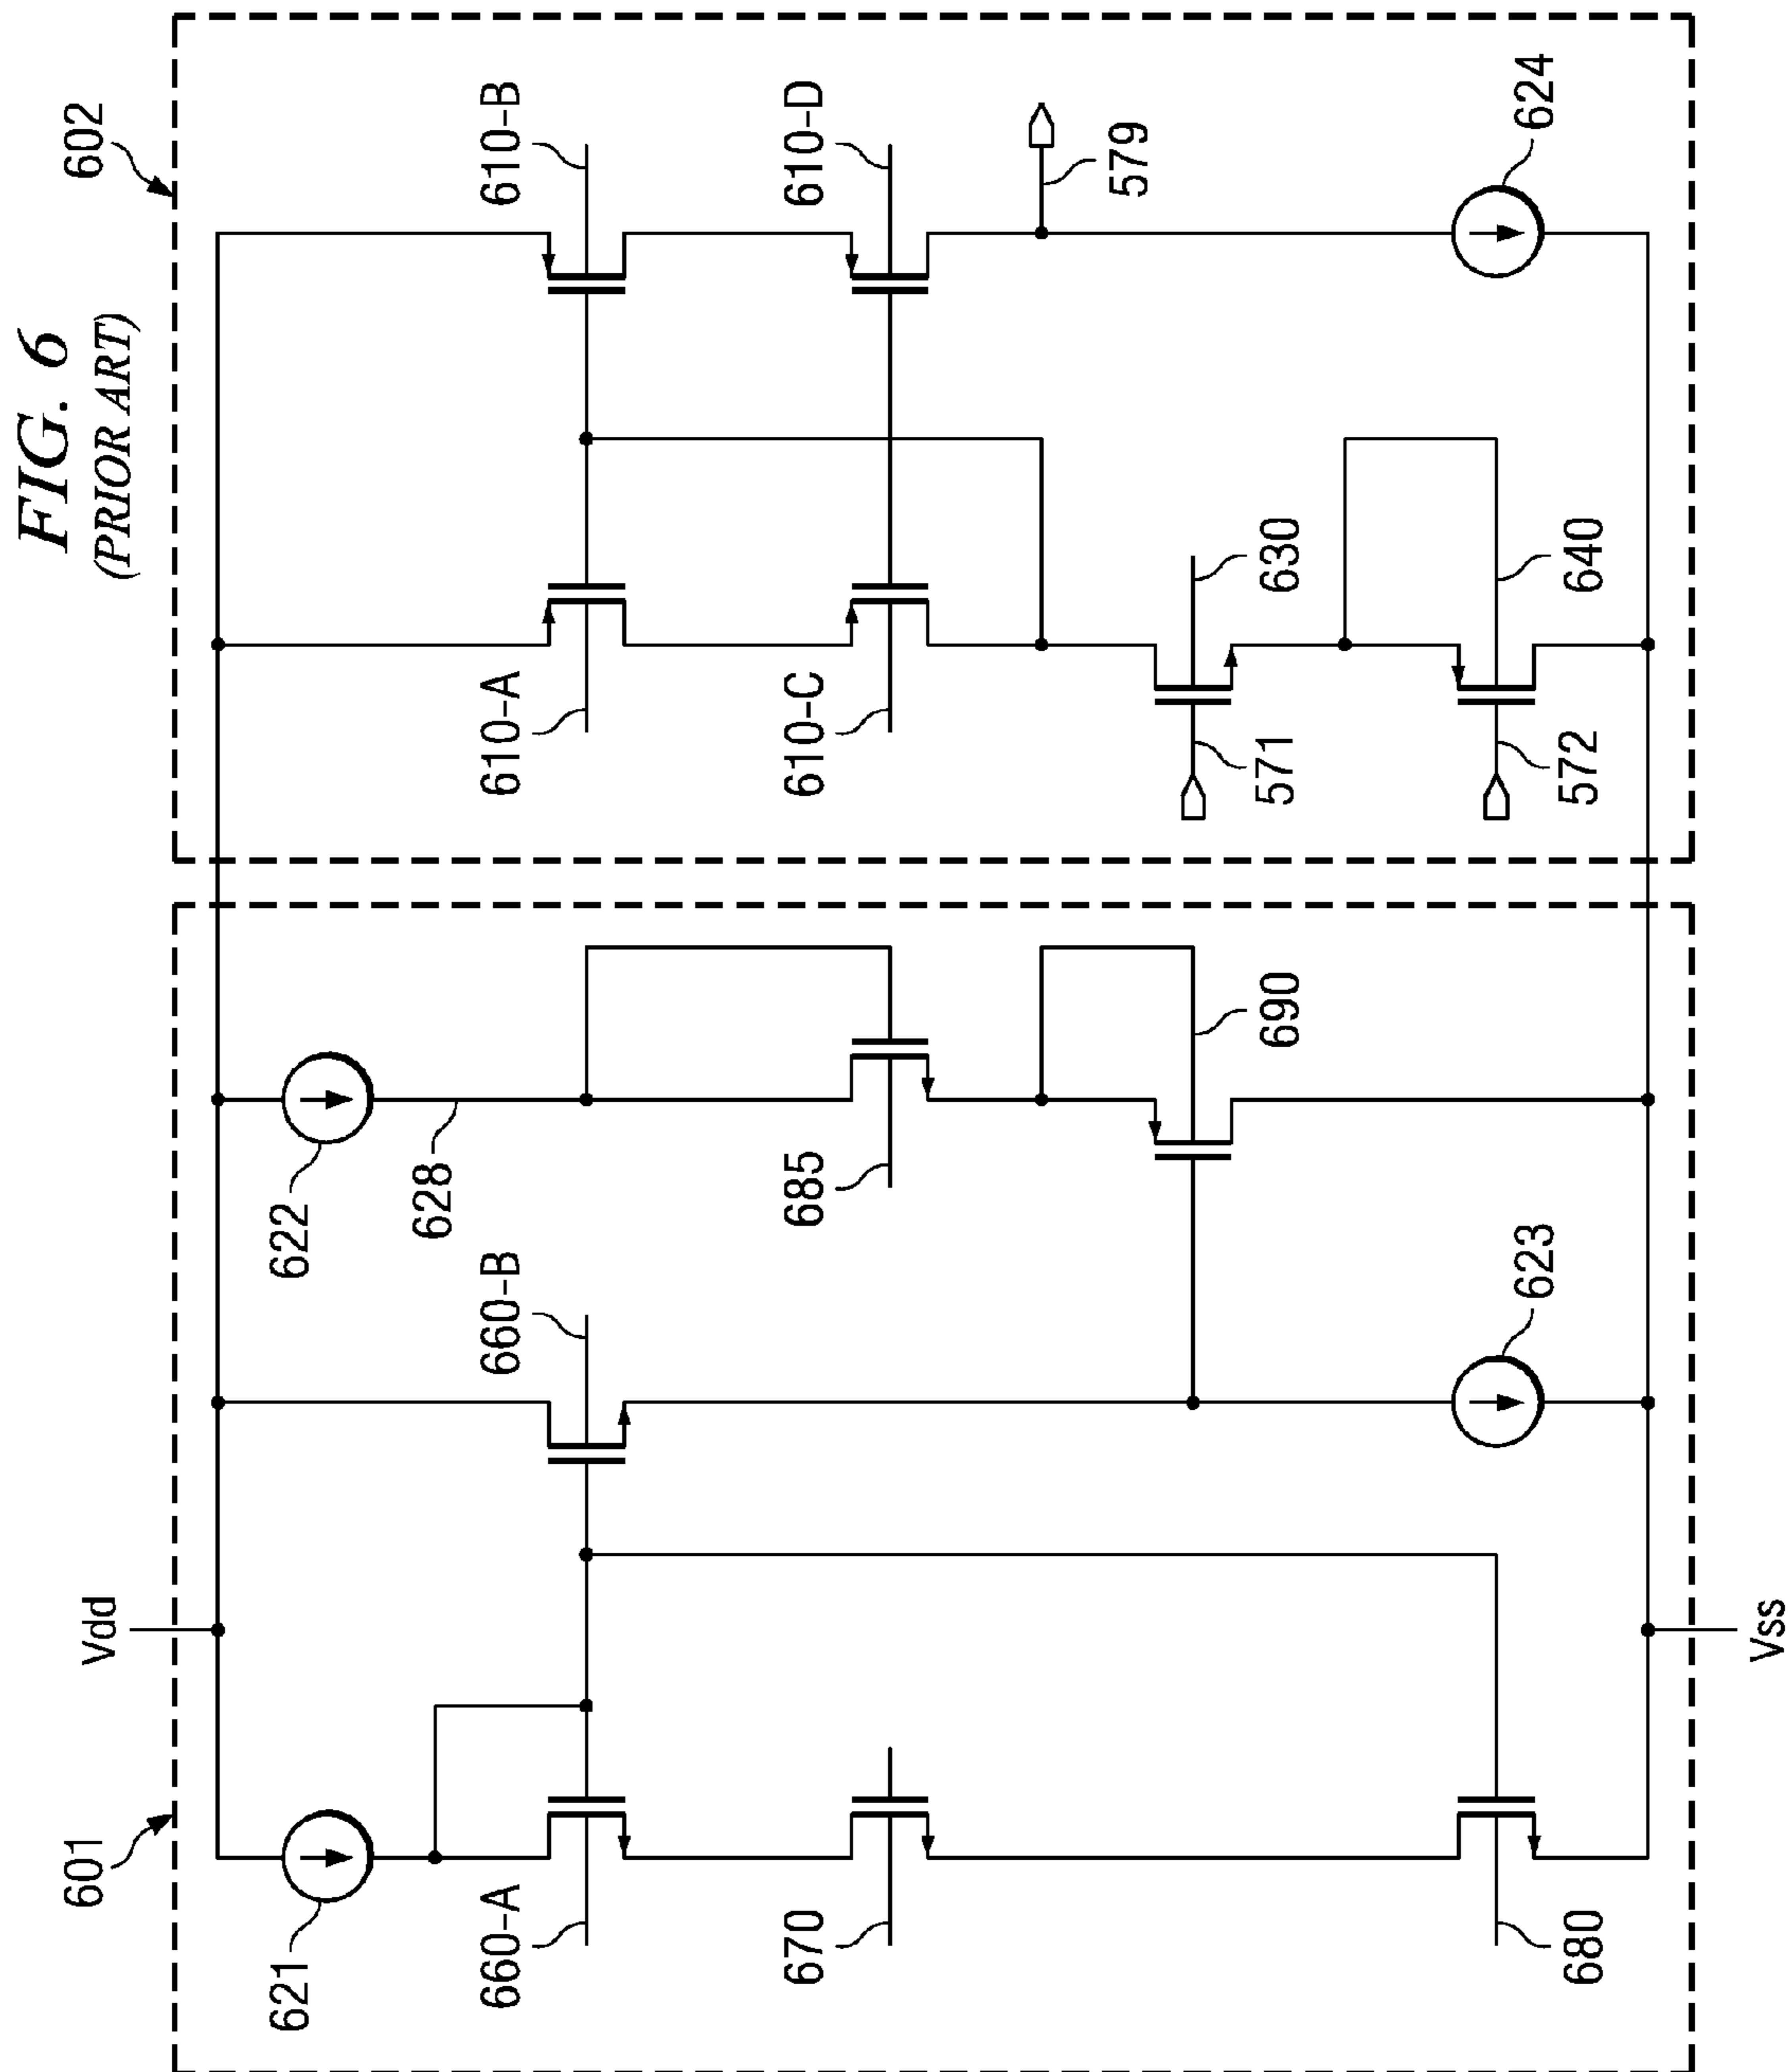 FIG. 6
(PRIOR ART)
602
610-B
610-D
579
624
610-A
610-C
571
630
572
640
601
Vdd
621
660-A
670
680
660-B
622
628
685
690
623
Vss